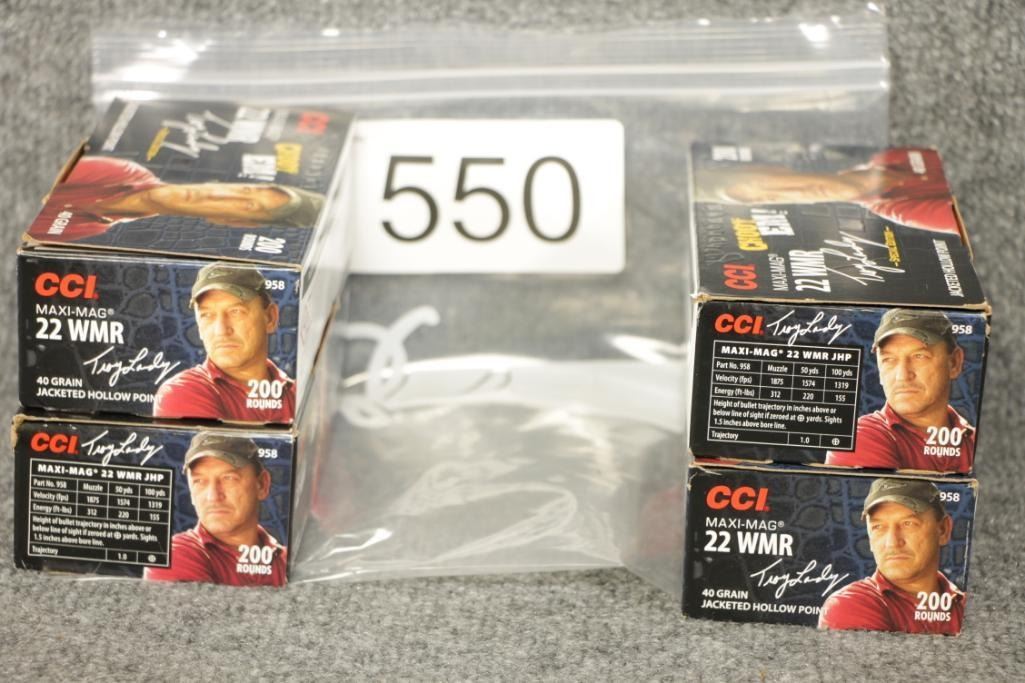 550
200 ROUNDS
CCI
958
MAXI-MAG®
22 WMR
Troy Landry
40 GRAIN
JACKETED HOLLOW POINT
200
ROUNDS
CCI Troy Landry
958
MAXI-MAG® 22 WMR JHP
Part No. 958 Muzzle 50 yds 100 yds
Velocity (fps) 1875 1574 1319
Energy (ft-lbs) 312 220 155
Height of bullet trajectory in inches above or
below line of sight if zeroed at ⊕ yards. Sights
1.5 inches above bore line.
Trajectory 1.0 ⊕
200
ROUNDS
CCI
CHOOT
'EM!
MAXI-MAG®
22 WMR
Troy Landry
JACKETED HOLLOW POINT
CCI Troy Landry
958
MAXI-MAG® 22 WMR JHP
Part No. 958 Muzzle 50 yds 100 yds
Velocity (fps) 1875 1574 1319
Energy (ft-lbs) 312 220 155
Height of bullet trajectory in inches above or
below line of sight if zeroed at ⊕ yards. Sights
1.5 inches above bore line.
Trajectory 1.0 ⊕
200
ROUNDS
CCI
958
MAXI-MAG®
22 WMR
Troy Landry
40 GRAIN
JACKETED HOLLOW POINT
200
ROUNDS